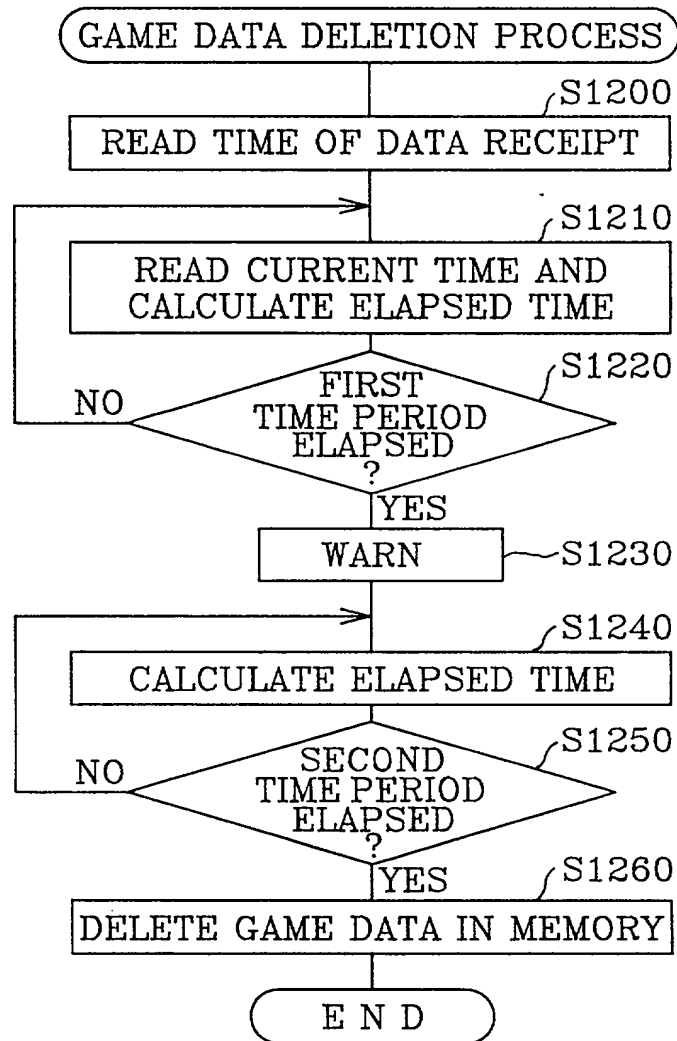 GAME DATA DELETION PROCESS
S1200
READ TIME OF DATA RECEIPT
S1210
READ CURRENT TIME AND
CALCULATE ELAPSED TIME
S1220
FIRST
TIME PERIOD
ELAPSED
?
NO
YES
WARN
S1230
S1240
CALCULATE ELAPSED TIME
S1250
SECOND
TIME PERIOD
ELAPSED
?
NO
YES
S1260
DELETE GAME DATA IN MEMORY
END